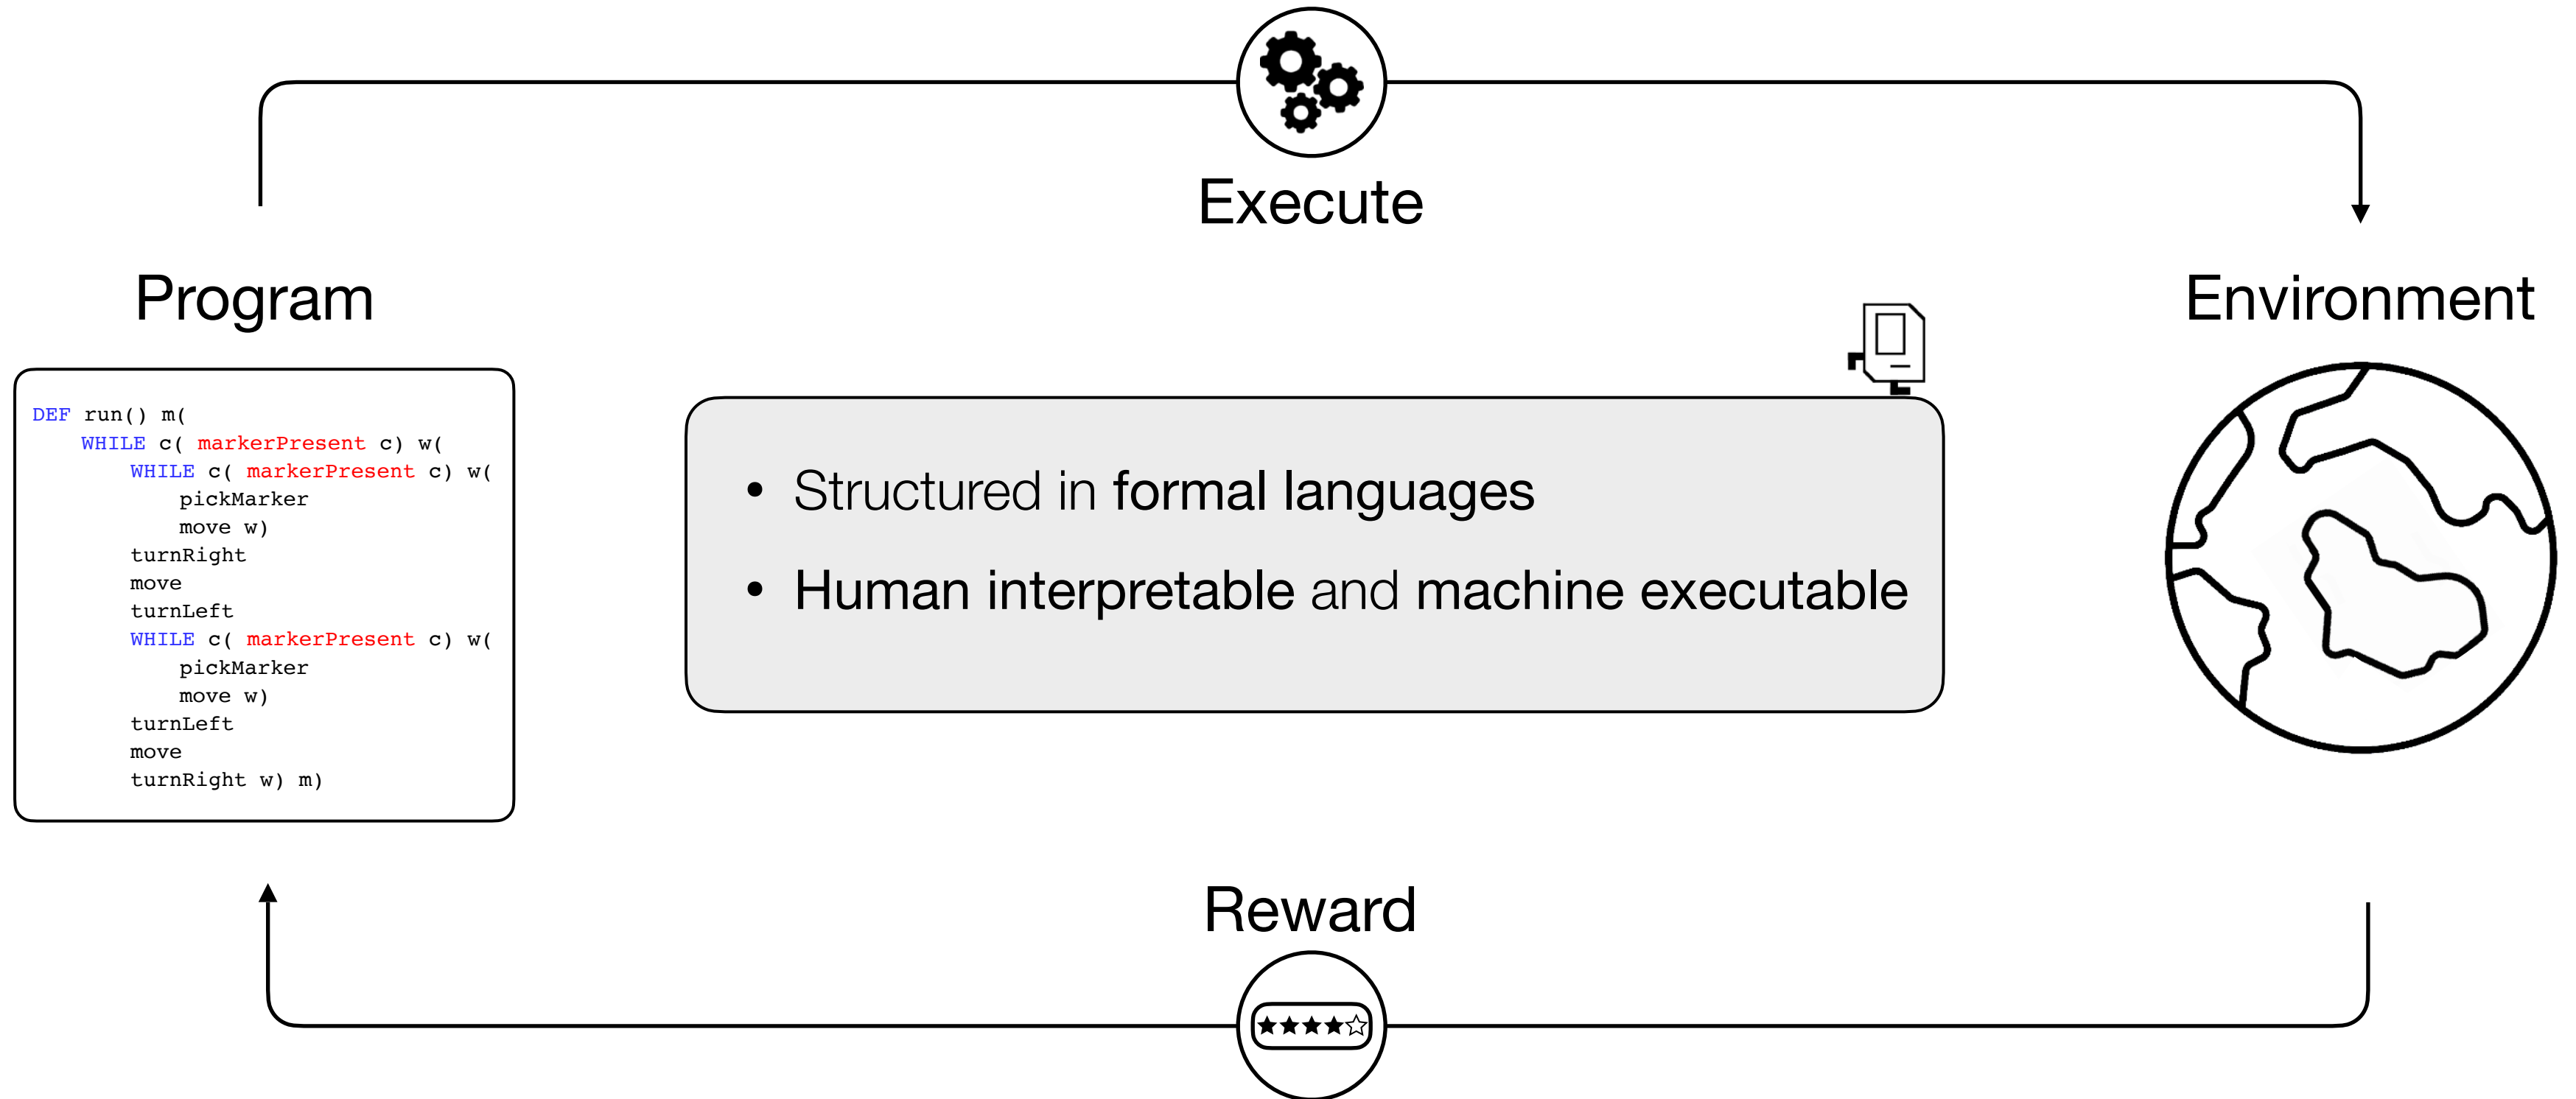 Execute
Program
Environment
DEF run() m(
    WHILE c( markerPresent c) w(
        WHILE c( markerPresent c) w(
            pickMarker
            move w)
        turnRight
        move
        turnLeft
        WHILE c( markerPresent c) w(
            pickMarker
            move w)
        turnLeft
        move
        turnRight w) m)
• Structured in formal languages
• Human interpretable and machine executable
Reward